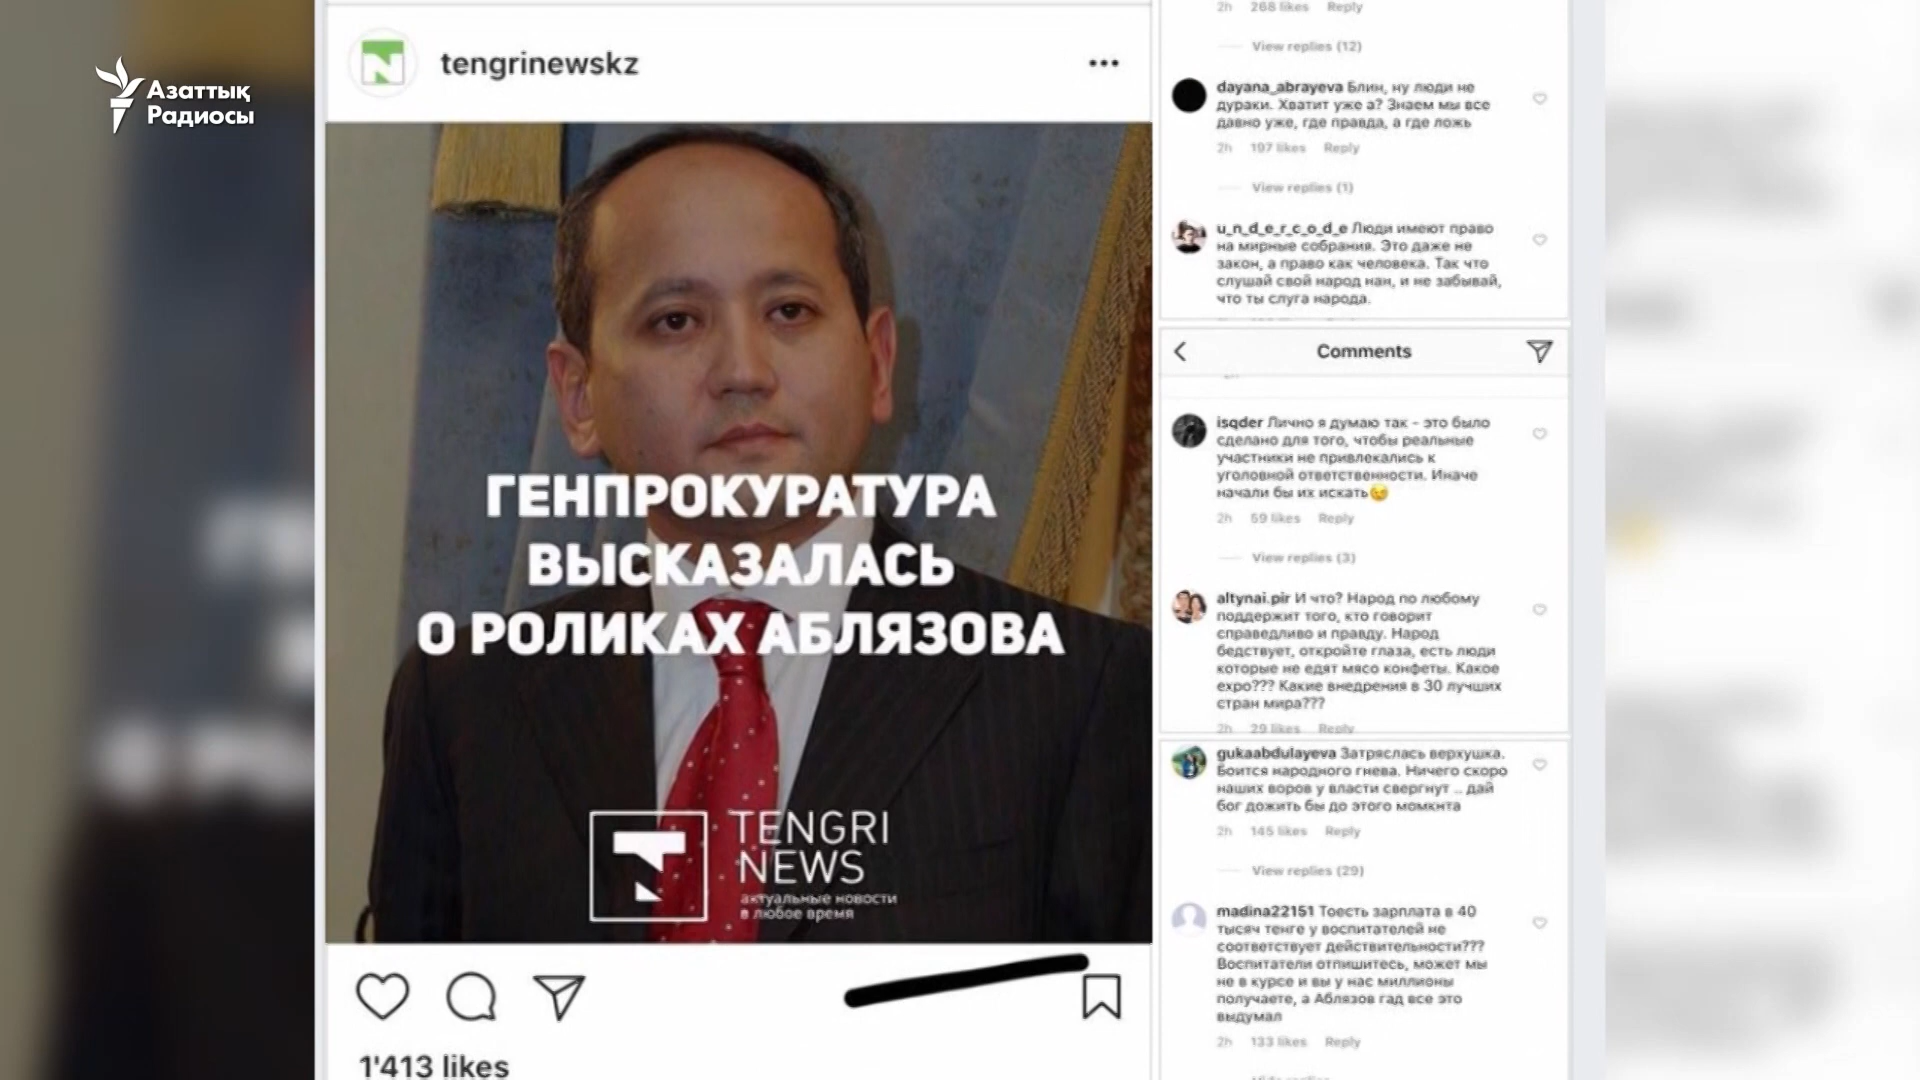 Азаттық
Радиосы
tengrinewskz
ГЕНПРОКУРАТУРА
ВЫСКАЗАЛАСЬ
О РОЛИКАХ АБЛЯЗОВА
TENGRI
NEWS
актуальные новости
в любое время
1'413 likes
2h 268 likes Reply
View replies (12)
dayana_abrayeva Блин, ну люди не
дураки. Хватит уже а? Знаем мы все
давно уже, где правда, а где ложь
2h 197 likes Reply
View replies (1)
u_n_d_e_r_c_o_d_e Люди имеют право
на мирные собрания. Это даже не
закон, а право как человека. Так что
слушай свой народ нан, и не забывай,
что ты слуга народа.
Comments
isqder Лично я думаю так - это было
сделано для того, чтобы реальные
участники не привлекались к
уголовной ответственности. Иначе
начали бы их искать😉
2h 59 likes Reply
View replies (3)
altynai.pir И что? Народ по любому
поддержит того, кто говорит
справедливо и правду. Народ
бедствует, откройте глаза, есть люди
которые не едят мясо конфеты. Какое
ехро??? Какие внедрения в 30 лучших
стран мира???
2h 29 likes Reply
gukaabdulayeva Затряслась верхушка.
Боится народного гнева. Ничего скоро
наших воров у власти свергнут .. дай
бог дожить бы до этого момкнта
2h 145 likes Reply
View replies (29)
madina22151 Тоесть зарплата в 40
тысяч тенге у воспитателей не
соответствует действительности???
Воспитатели отпишитесь, может мы
не в курсе и вы у нас миллионы
получаете, а Аблязов гад все это
выдумал
2h 133 likes Reply